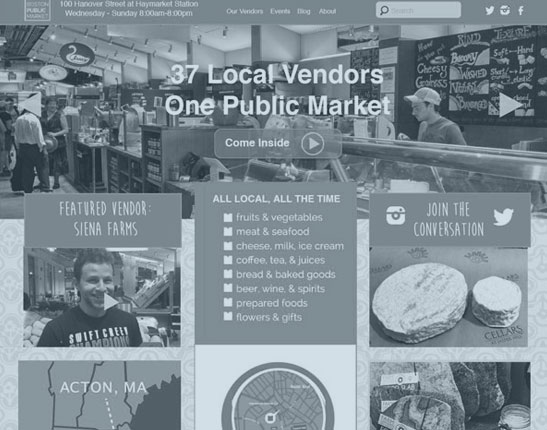 BOSTON
PUBLIC
MARKET
100 Hanover Street at Haymarket Station
Wednesday - Sunday 8:00am-8:00pm
Our Vendors Events Blog About
Search
37 Local Vendors
One Public Market
Come Inside
FEATURED VENDOR:
SIENA FARMS
ALL LOCAL, ALL THE TIME
fruits & vegetables
meat & seafood
cheese, milk, ice cream
coffee, tea, & juices
bread & baked goods
beer, wine, & spirits
prepared foods
flowers & gifts
JOIN THE
CONVERSATION
SWIFT CREEK
CHAMPIONS
CELLARS
ACTON, MA